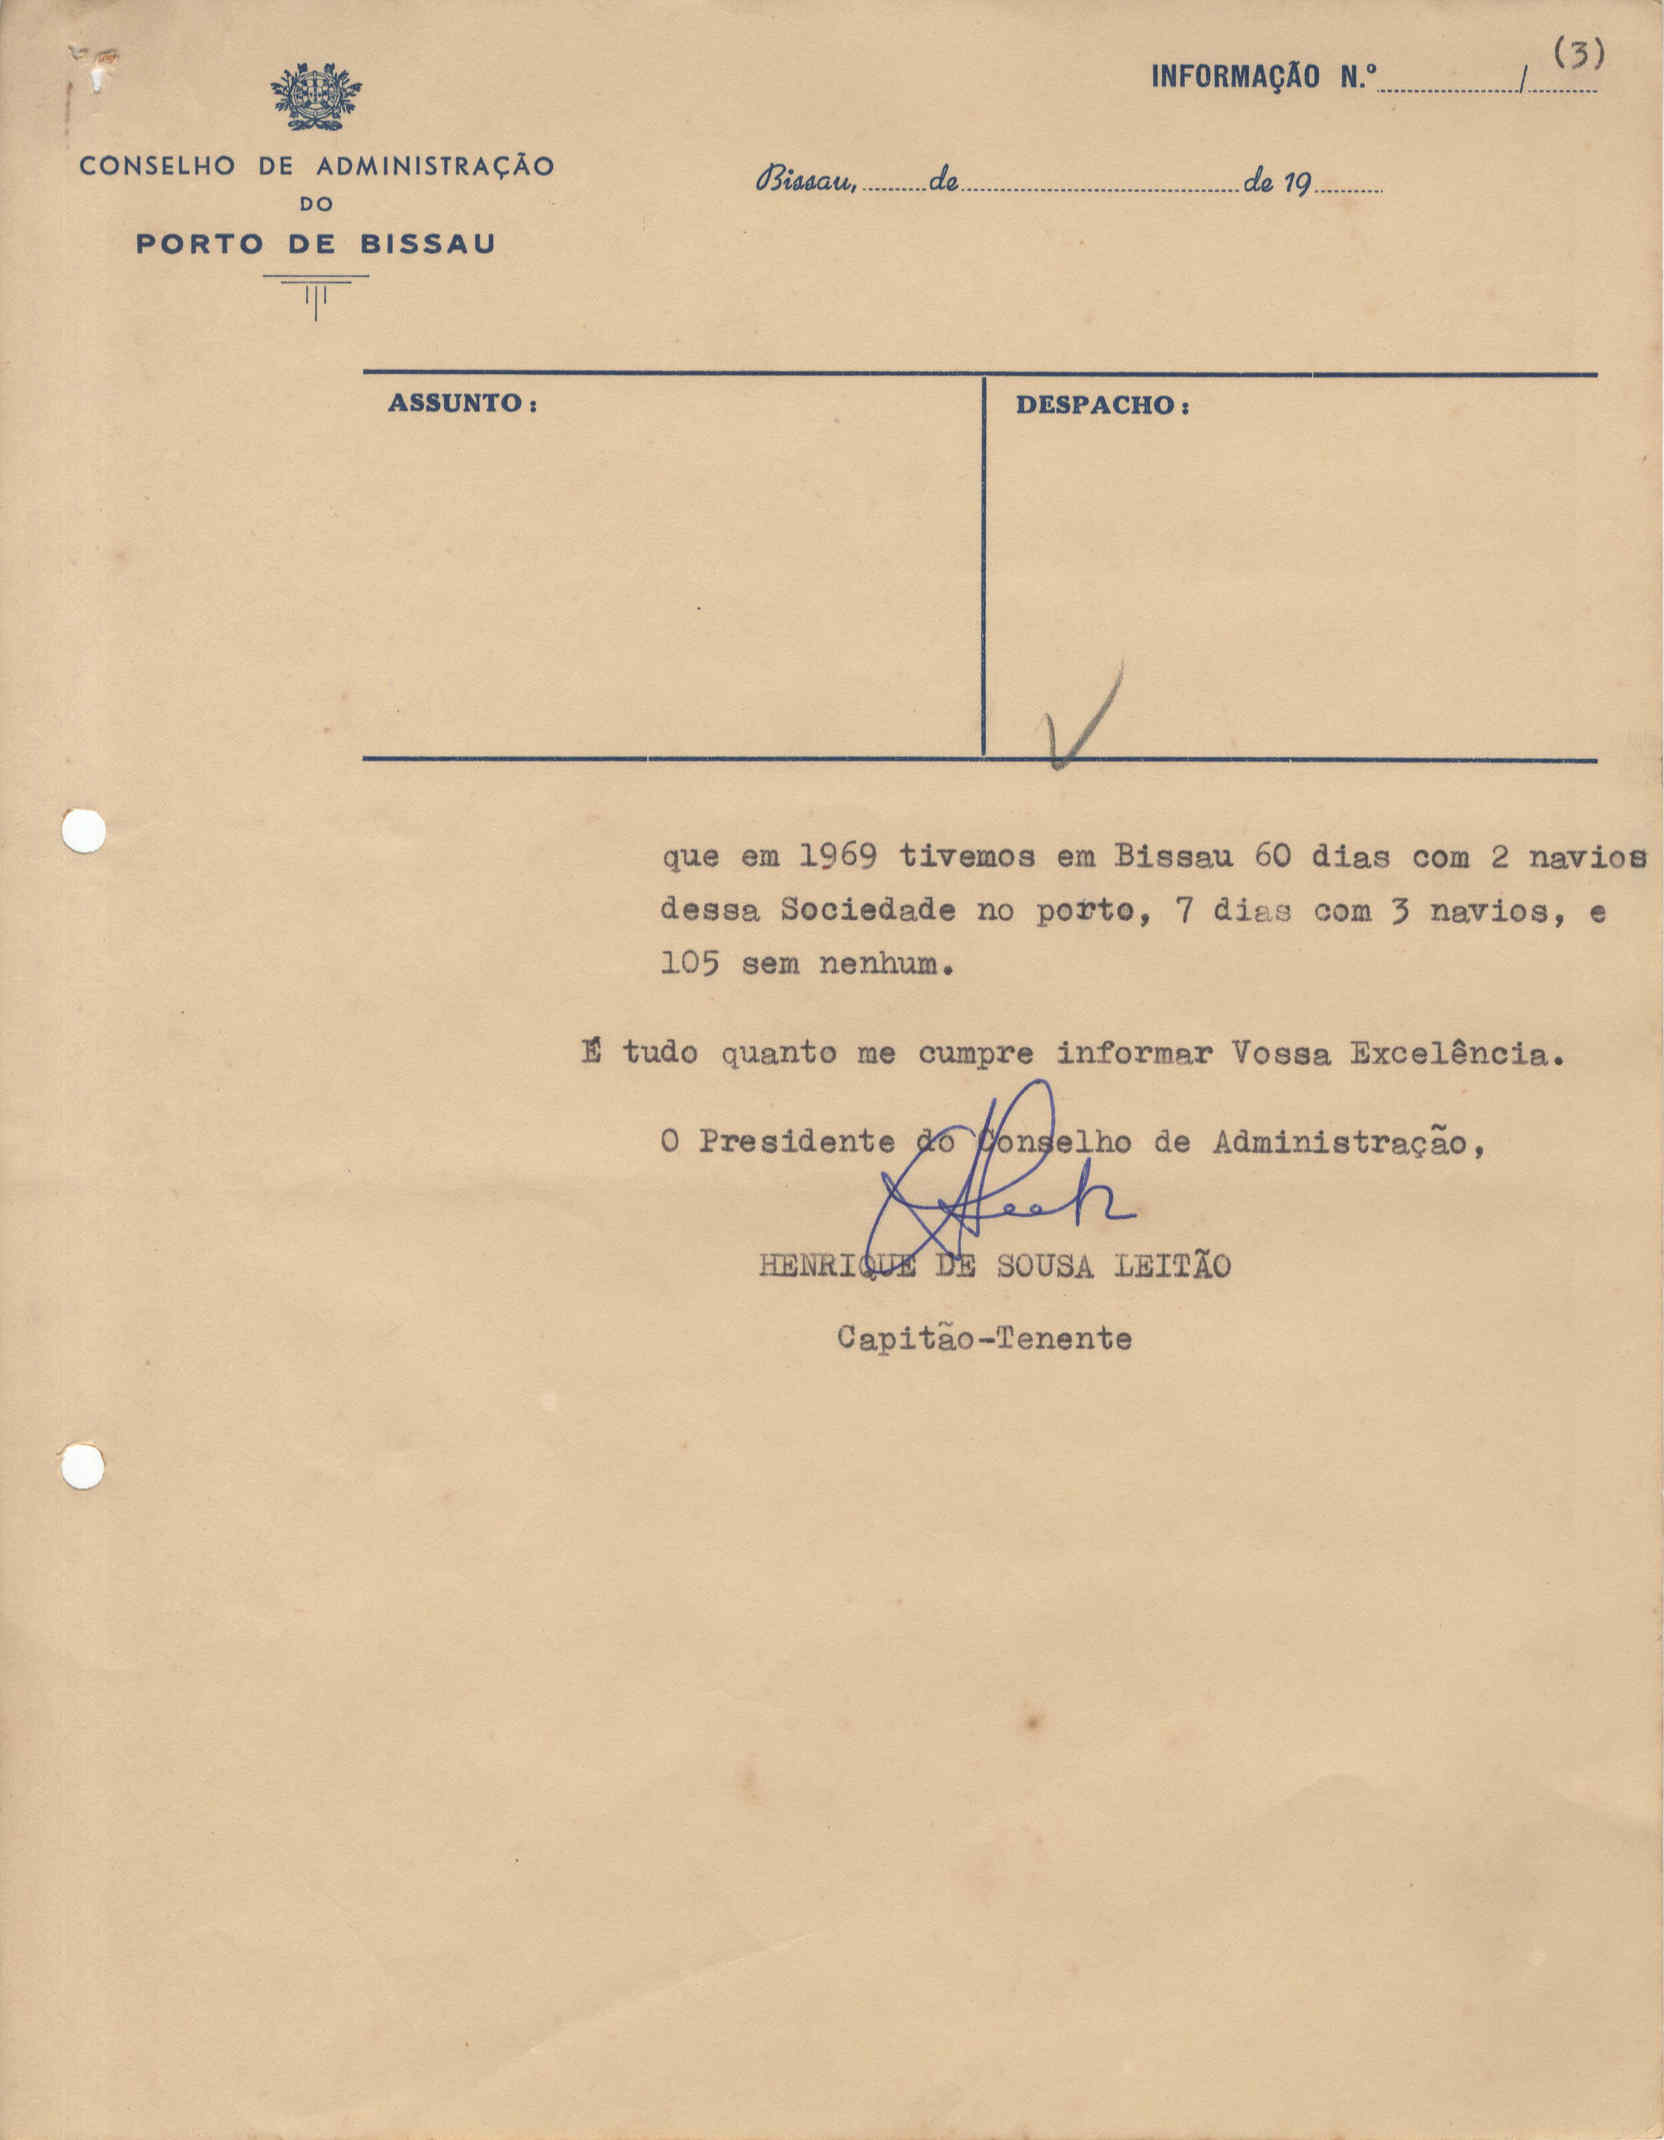 (3)
INFORMAÇÃO N.º ......... / .........
CONSELHO DE ADMINISTRAÇÃO
DO
PORTO DE BISSAU
Bissau, ......... de ......... de 19 .........
ASSUNTO:
DESPACHO:
que em 1969 tivemos em Bissau 60 dias com 2 navios
dessa Sociedade no porto, 7 dias com 3 navios, e
105 sem nenhum.
É tudo quanto me cumpre informar Vossa Excelência.
O Presidente do Conselho de Administração,
HENRIQUE DE SOUSA LEITÃO
Capitão-Tenente